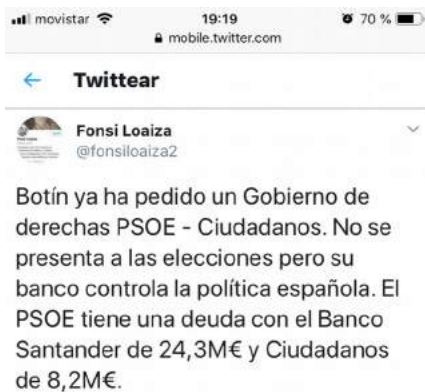 movistar 19:19 70 %
mobile.twitter.com
Twittear
Fonsi Loaiza
@fonsiloaiza2
Botín ya ha pedido un Gobierno de
derechas PSOE - Ciudadanos. No se
presenta a las elecciones pero su
banco controla la política española. El
PSOE tiene una deuda con el Banco
Santander de 24,3M€ y Ciudadanos
de 8,2M€.